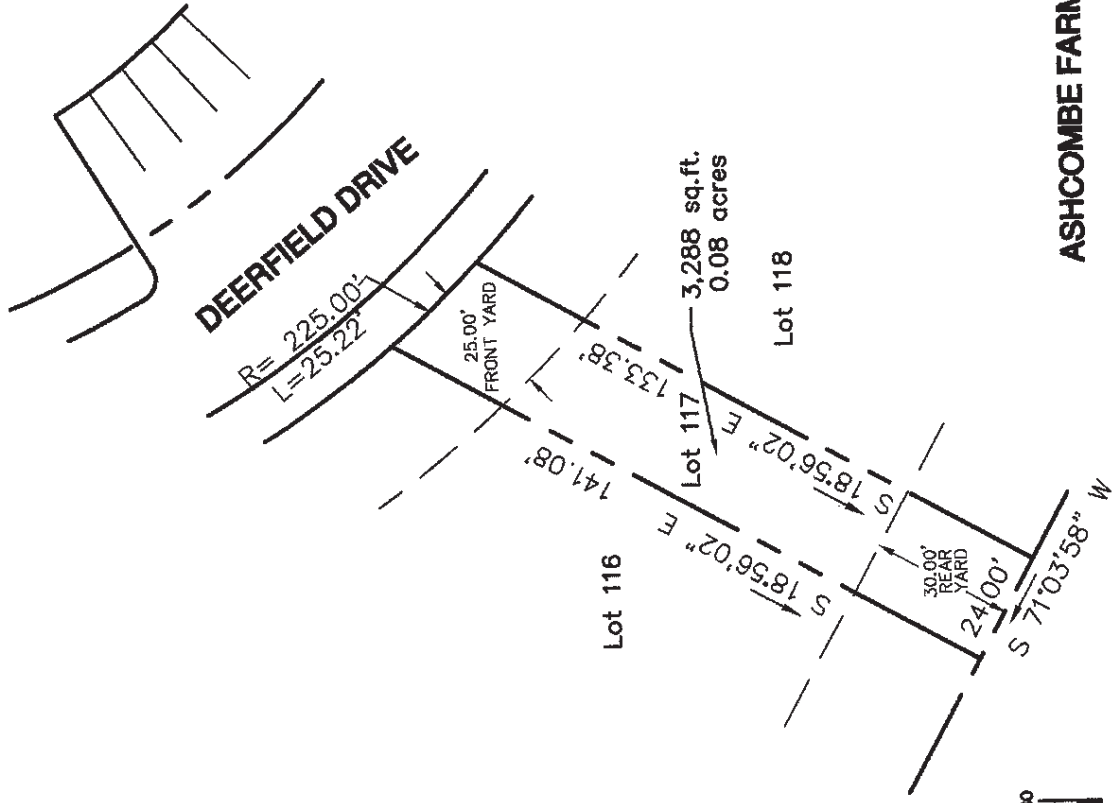 DEERFIELD DRIVE
R= 225.00'
L=25.22'
25.00'
FRONT YARD
133.38'
141.08'
3,288 sq.ft.
0.08 acres
Lot 117
Lot 118
Lot 116
S 18°56'02" E
S 18°56'02" E
30.00'
REAR
YARD
24.00'
S 71°03'58" W
ASHCOMBE FARM